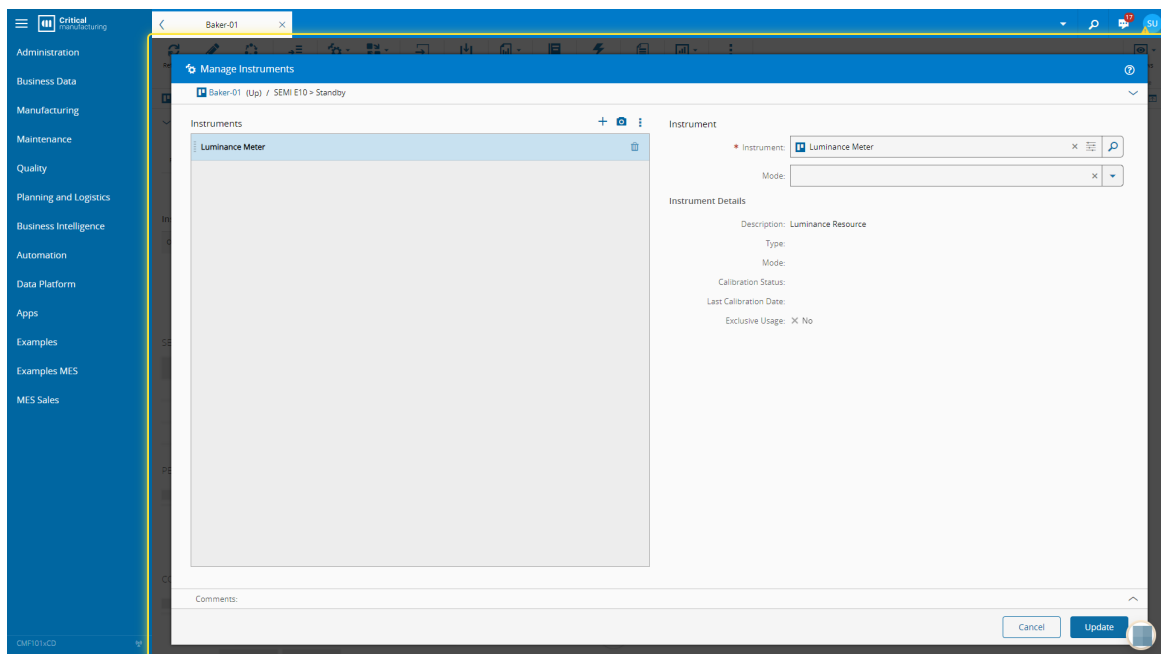 Critical
manufacturing
Baker-01
17
SU
Administration
Business Data
Manufacturing
Maintenance
Quality
Planning and Logistics
Business Intelligence
Automation
Data Platform
Apps
Examples
Examples MES
MES Sales
CMF101xCD
Manage Instruments
Baker-01 (Up) / SEMI E10 > Standby
Instruments
Luminance Meter
Instrument
* Instrument: Luminance Meter
Mode:
Instrument Details
Description: Luminance Resource
Type:
Mode:
Calibration Status:
Last Calibration Date:
Exclusive Usage: No
Comments:
Cancel Update